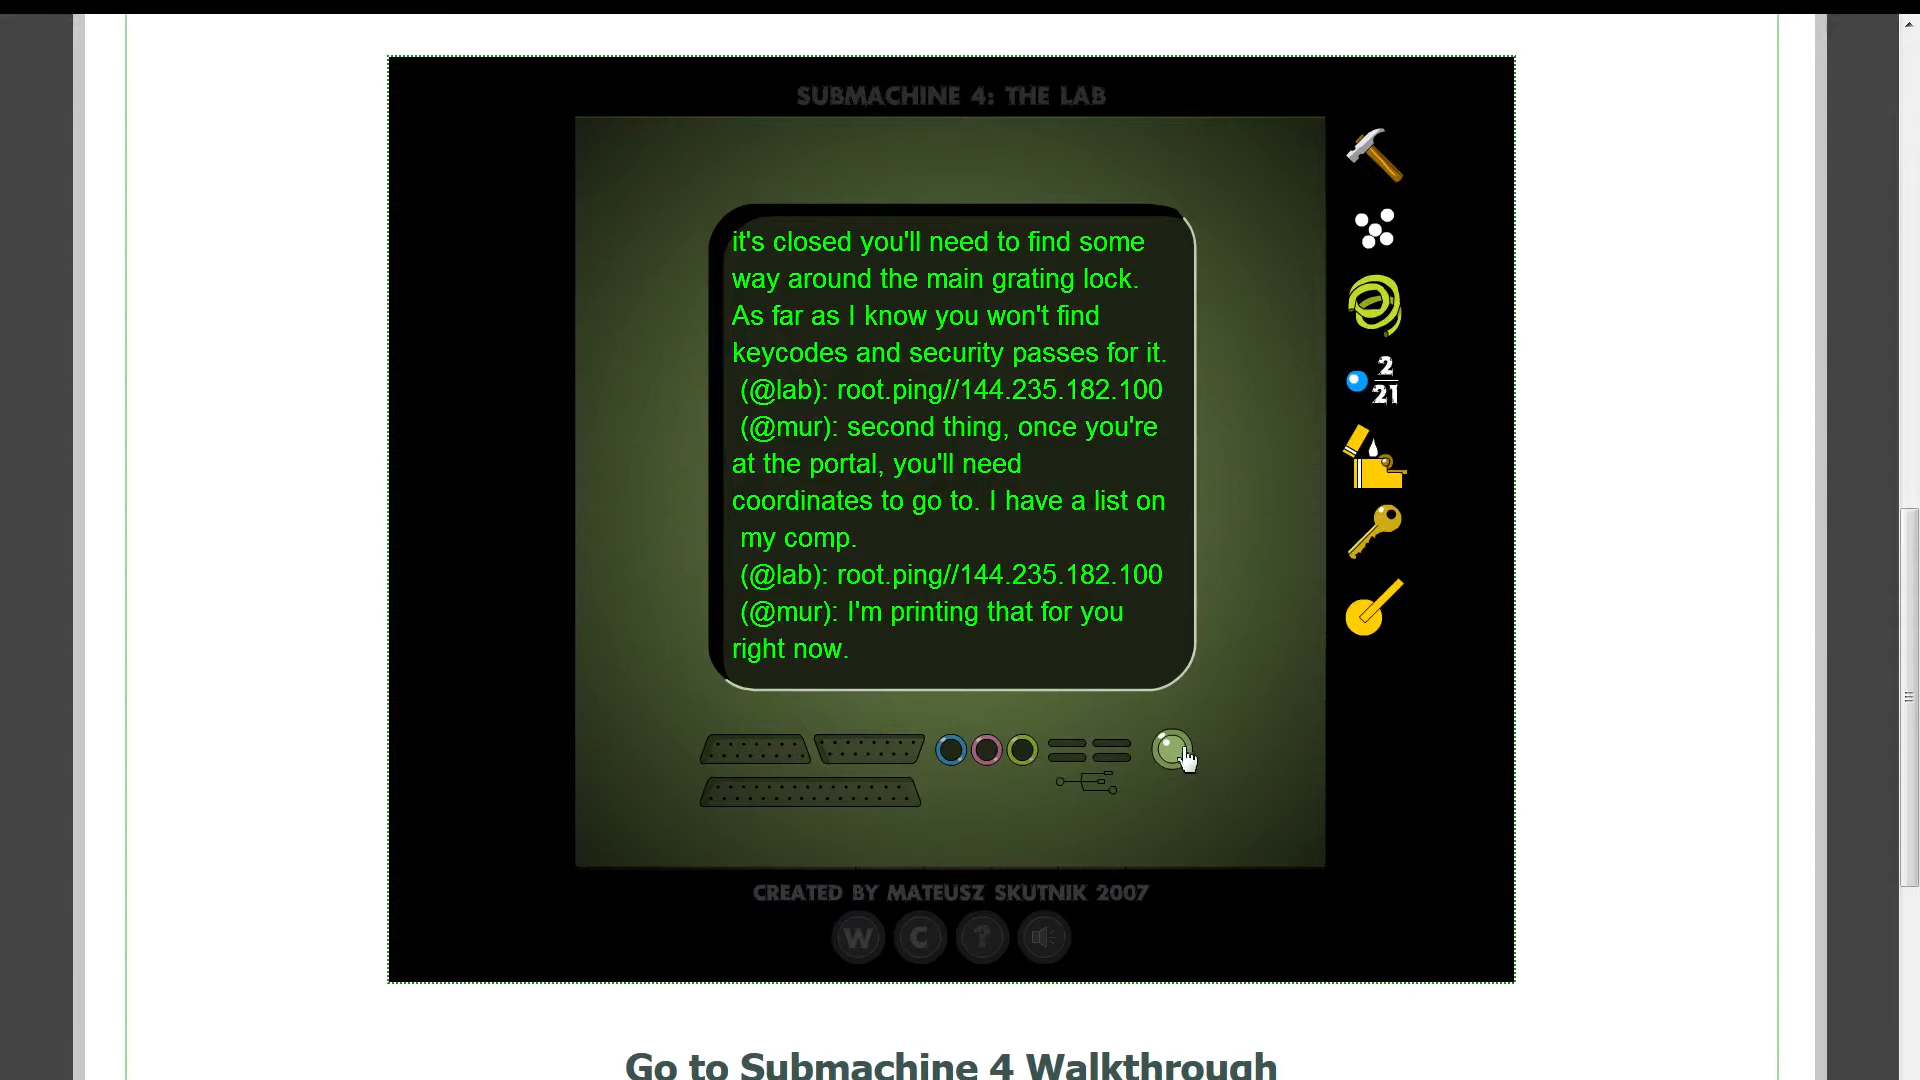 SUBMACHINE 4: THE LAB
it's closed you'll need to find some
way around the main grating lock.
As far as I know you won't find
keycodes and security passes for it.
(@lab): root.ping//144.235.182.100
(@mur): second thing, once you're
at the portal, you'll need
coordinates to go to. I have a list on
my comp.
(@lab): root.ping//144.235.182.100
(@mur): I'm printing that for you
right now.
2
21
CREATED BY MATEUSZ SKUTNIK 2007
W C ?
Go to Submachine 4 Walkthrough